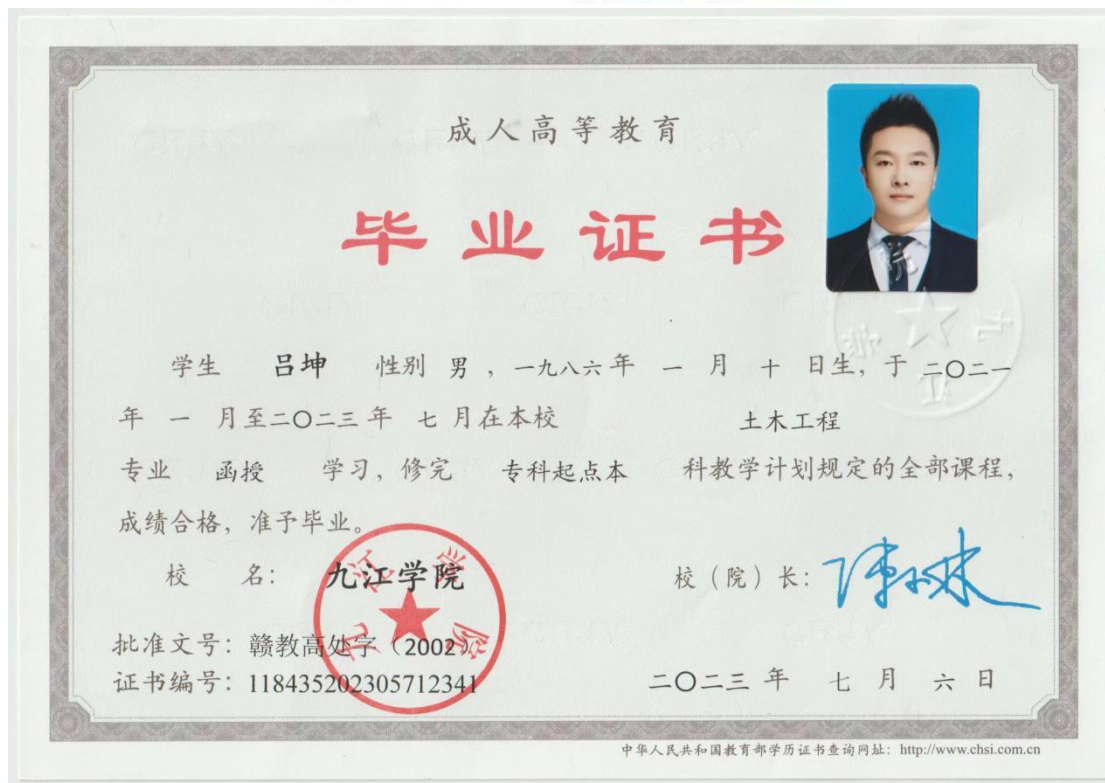 成人高等教育
毕业证书
学生 吕坤 性别 男 ，一九八六年 一 月 十 日生，于 二〇二一
年 一 月至二〇二三年 七 月在本校 土木工程
专业 函授 学习，修完 专科起点本 科教学计划规定的全部课程，
成绩合格，准予毕业。
校 名： 九江学院
校（院）长：
九江学院
批准文号：赣教高处字（2002）
证书编号：118435202305712341
二〇二三 年 七 月 六 日
中华人民共和国教育部学历证书查询网址：http://www.chsi.com.cn